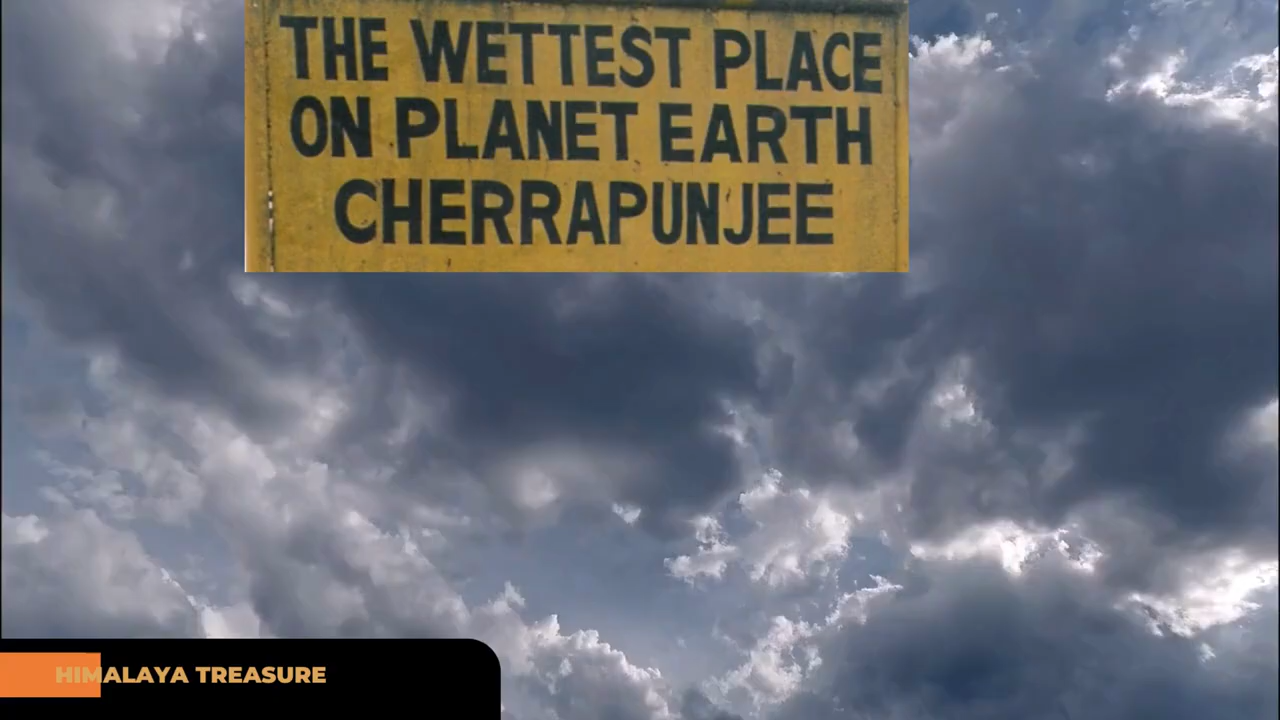 THE WETTEST PLACE
ON PLANET EARTH
CHERRAPUNJEE
HIMALAYA TREASURE